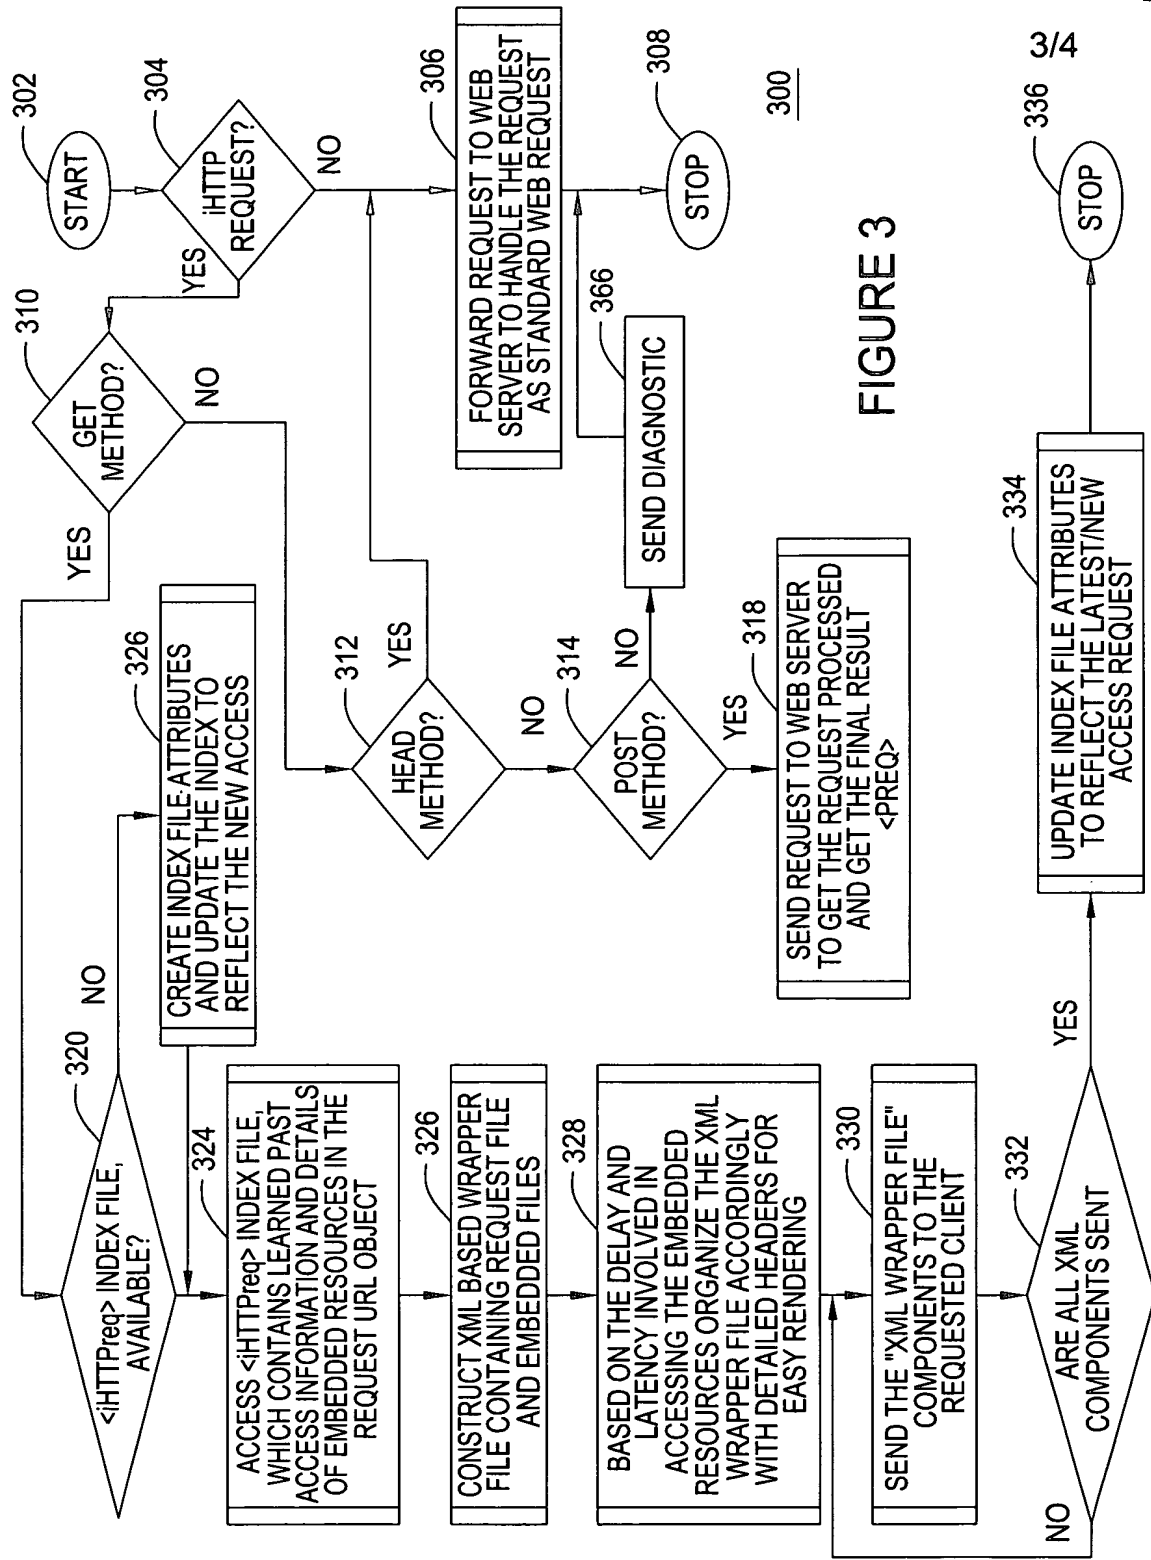 3/4
302
START
304
iHTTP
REQUEST?
YES
NO
306
FORWARD REQUEST TO WEB
SERVER TO HANDLE THE REQUEST
AS STANDARD WEB REQUEST
308
STOP
300
310
GET
METHOD?
YES
NO
312
HEAD
METHOD?
YES
NO
314
POST
METHOD?
NO
YES
366
SEND DIAGNOSTIC
318
SEND REQUEST TO WEB SERVER
TO GET THE REQUEST PROCESSED
AND GET THE FINAL RESULT
<PREQ>
320
<iHTTPreq> INDEX FILE,
AVAILABLE?
NO
326
CREATE INDEX FILE ATTRIBUTES
AND UPDATE THE INDEX TO
REFLECT THE NEW ACCESS
324
ACCESS <iHTTPreq> INDEX FILE,
WHICH CONTAINS LEARNED PAST
ACCESS INFORMATION AND DETAILS
OF EMBEDDED RESOURCES IN THE
REQUEST URL OBJECT
326
CONSTRUCT XML BASED WRAPPER
FILE CONTAINING REQUEST FILE
AND EMBEDDED FILES
328
BASED ON THE DELAY AND
LATENCY INVOLVED IN
ACCESSING THE EMBEDDED
RESOURCES ORGANIZE THE XML
WRAPPER FILE ACCORDINGLY
WITH DETAILED HEADERS FOR
EASY RENDERING
330
SEND THE "XML WRAPPER FILE"
COMPONENTS TO THE
REQUESTED CLIENT
332
ARE ALL XML
COMPONENTS SENT
NO
YES
334
UPDATE INDEX FILE ATTRIBUTES
TO REFLECT THE LATEST/NEW
ACCESS REQUEST
336
STOP
FIGURE 3